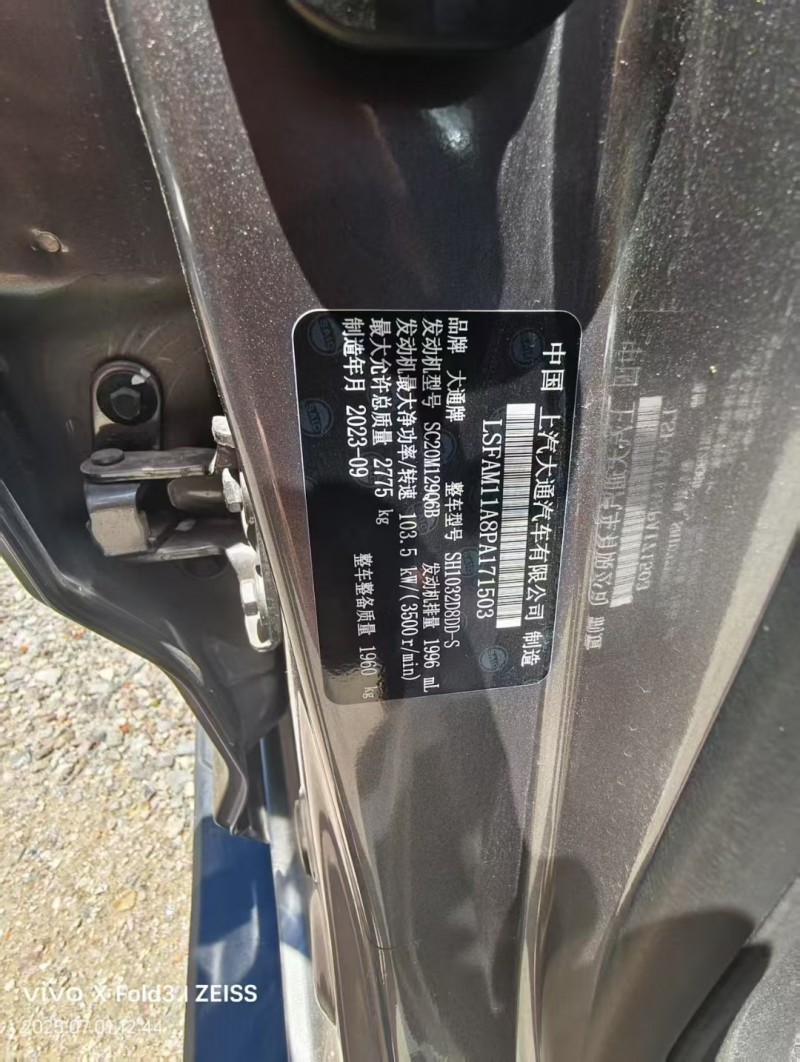 中国 上汽大通汽车有限公司 制造
LSFAM11A8PA171503
品牌 大通牌 整车型号 SH1032D8DD-S
发动机型号 SC20M129Q6B 发动机排量 1996 mL
发动机最大净功率/转速 103.5 kW/(3500r/min)
最大允许总质量 2775 kg 整车整备质量 1960 kg
制造年月 2023-09
vivo X Fold3 | ZEISS
12:44